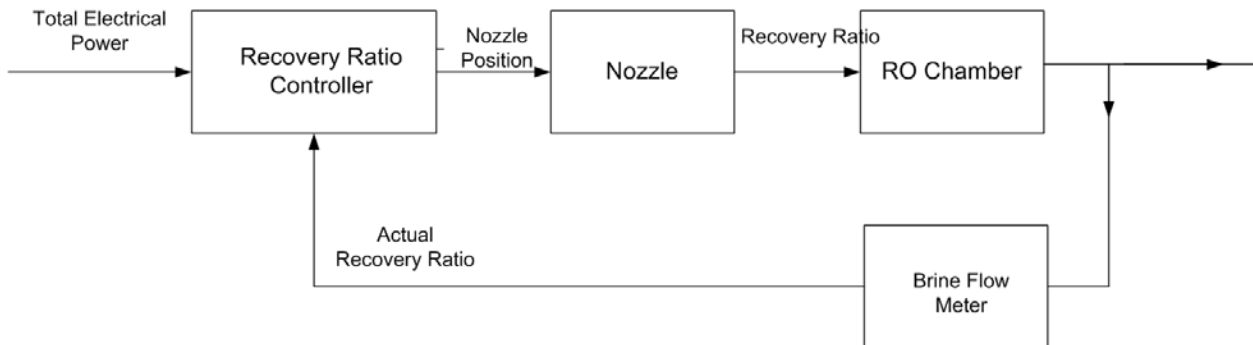 Total Electrical
Power
Recovery Ratio
Controller
Nozzle
Position
Nozzle
Recovery Ratio
RO Chamber
Actual
Recovery Ratio
Brine Flow
Meter